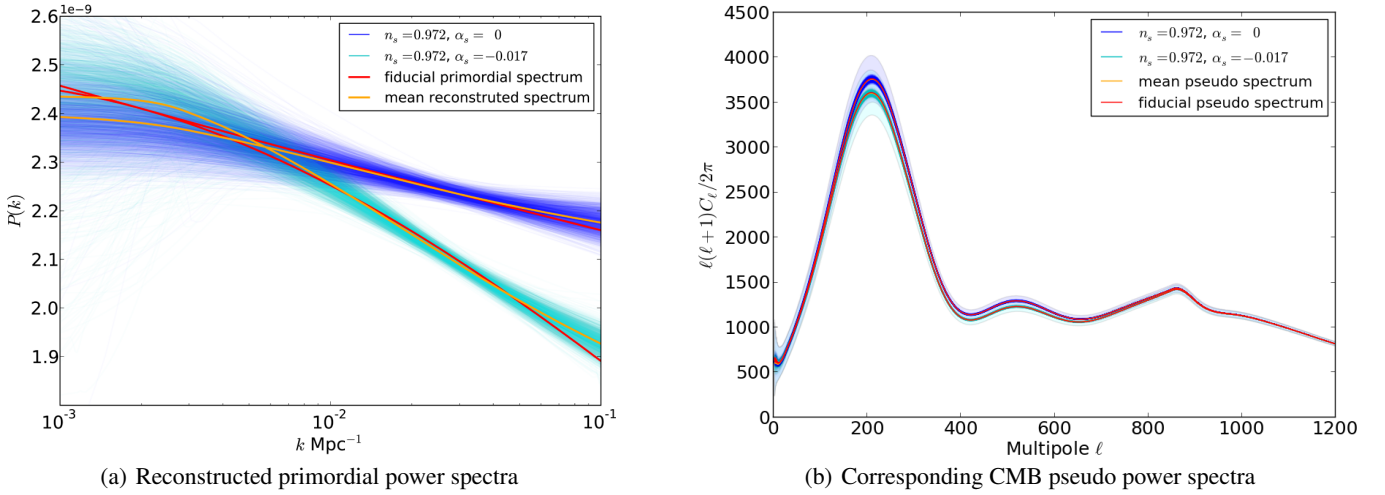 1e−9
2.6
2.5
2.4
2.3
2.2
2.1
2.0
1.9
P(k)
10⁻³ 10⁻² 10⁻¹
k Mpc⁻¹
n_s =0.972, α_s = 0
n_s =0.972, α_s =−0.017
fiducial primordial spectrum
mean reconstruted spectrum
(a) Reconstructed primordial power spectra
4500
4000
3500
3000
2500
2000
1500
1000
500
0
ℓ(ℓ+1)C_ℓ/2π
0 200 400 600 800 1000 1200
Multipole ℓ
n_s =0.972, α_s = 0
n_s =0.972, α_s =−0.017
mean pseudo spectrum
fiducial pseudo spectrum
(b) Corresponding CMB pseudo power spectra